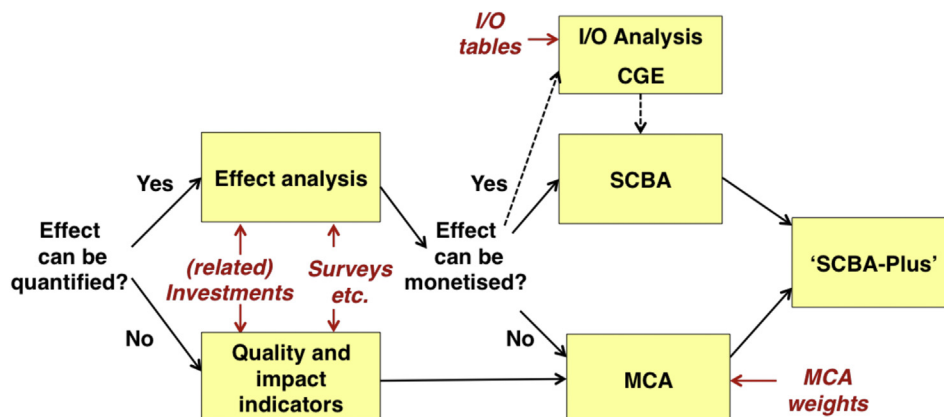 I/O
tables
I/O Analysis
CGE
Yes
Effect analysis
Yes
SCBA
Effect
can be
quantified?
(related)
Investments
Surveys
etc.
Effect
can be
monetised?
‘SCBA-Plus’
No
Quality and
impact
indicators
No
MCA
MCA
weights